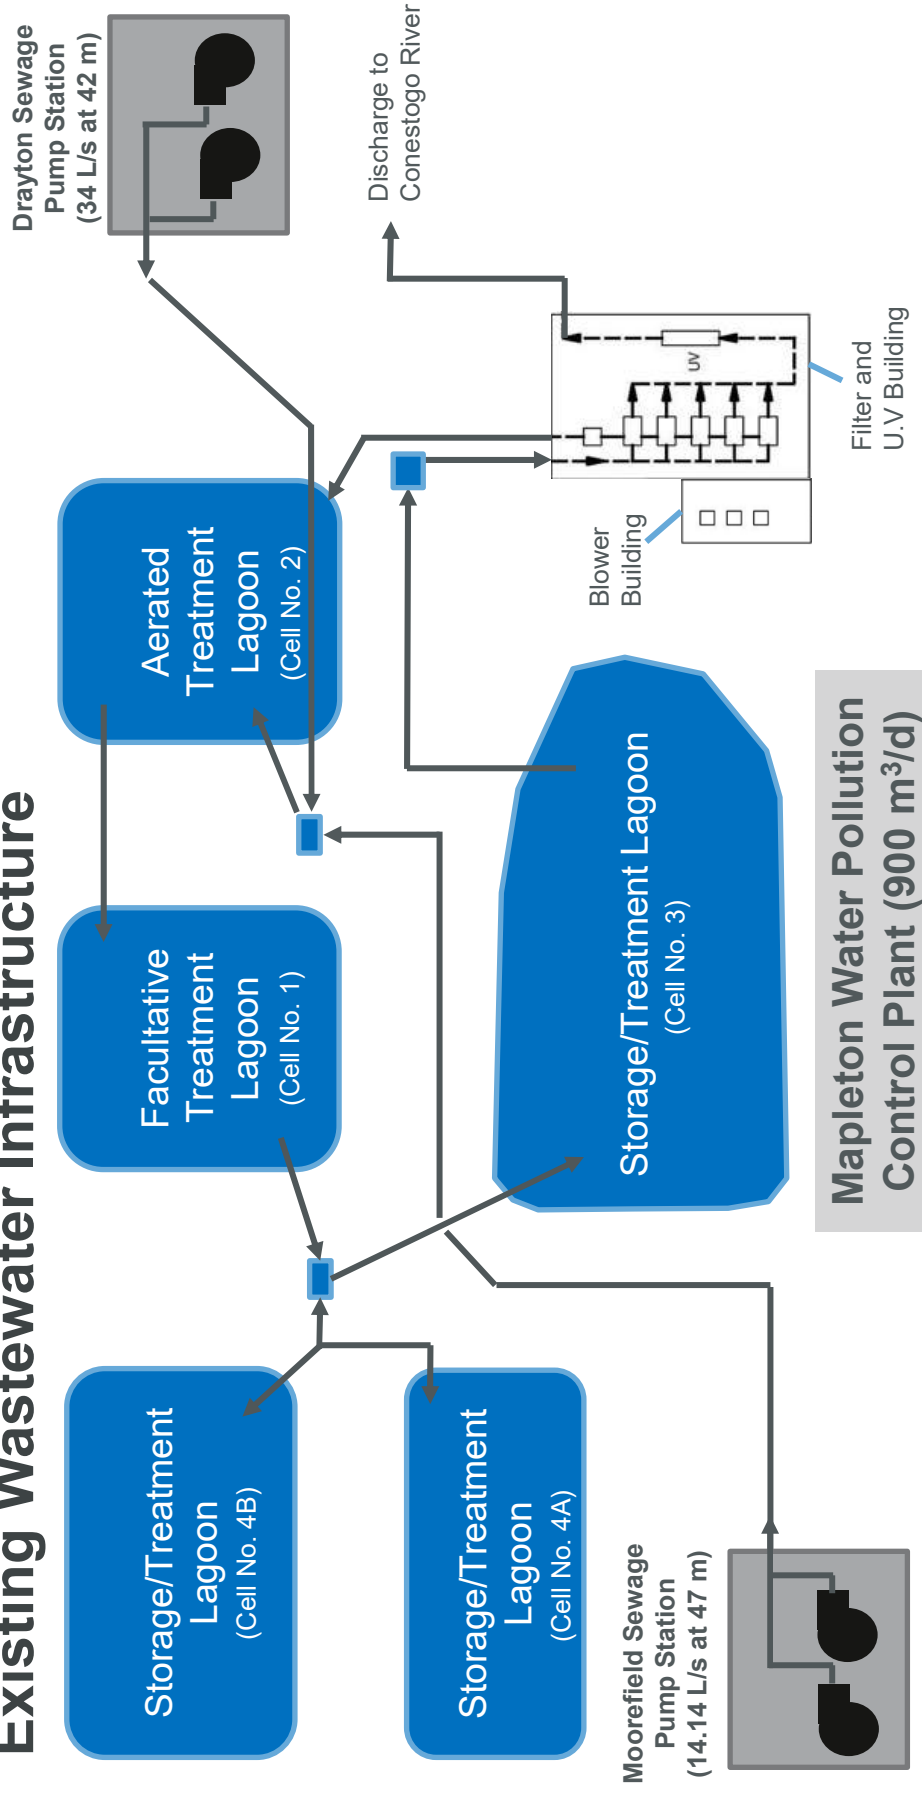 Existing Wastewater Infrastructure
Storage/Treatment
Lagoon
(Cell No. 4B)
Facultative
Treatment
Lagoon
(Cell No. 1)
Aerated
Treatment
Lagoon
(Cell No. 2)
Drayton Sewage
Pump Station
(34 L/s at 42 m)
Storage/Treatment
Lagoon
(Cell No. 4A)
Storage/Treatment Lagoon
(Cell No. 3)
Discharge to
Conestogo River
Blower
Building
UV
Filter and
U.V Building
Moorefield Sewage
Pump Station
(14.14 L/s at 47 m)
Mapleton Water Pollution
Control Plant (900 m³/d)